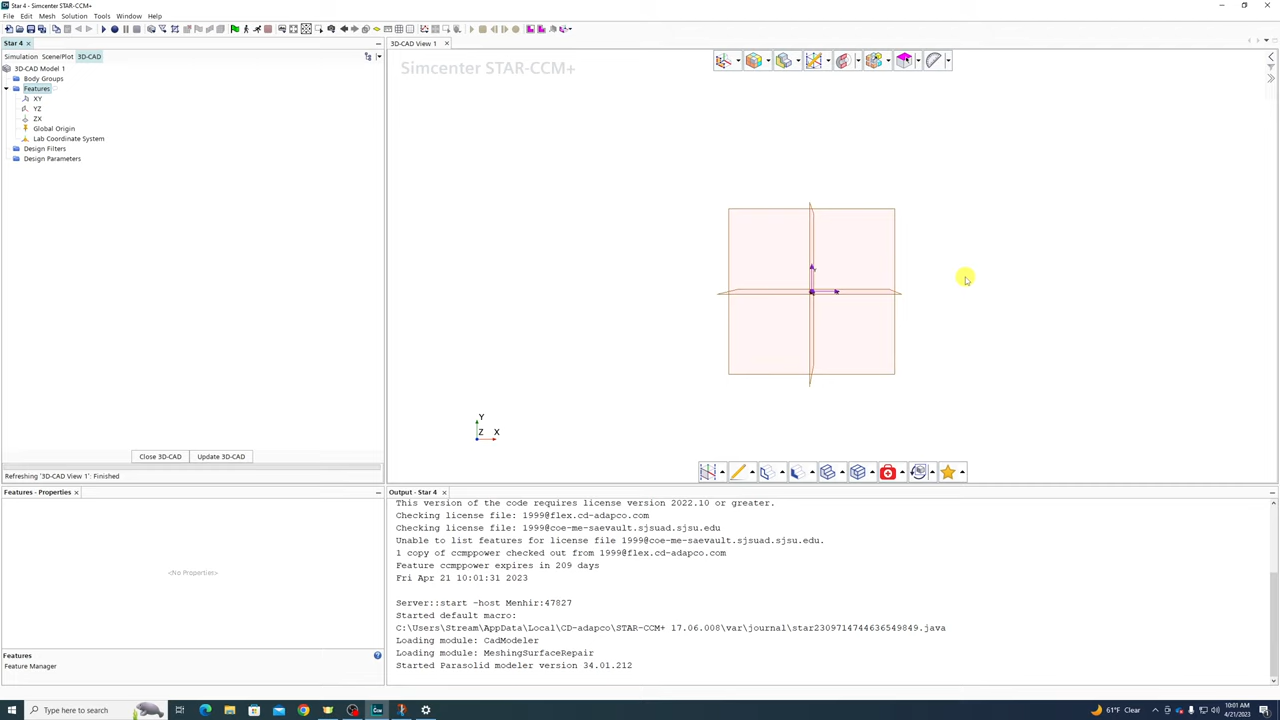 Star 4 - Simcenter STAR-CCM+
File Edit Mesh Solution Tools Window Help
Star 4
3D-CAD View 1
Simulation Scene/Plot 3D-CAD
Simcenter STAR-CCM+
3D-CAD Model 1
Body Groups
Features
XY
YZ
ZX
Global Origin
Lab Coordinate System
Design Filters
Design Parameters
Y
Z X
Close 3D-CAD Update 3D-CAD
Refreshing '3D-CAD View 1': Finished
Features - Properties
Output - Star 4
This version of the code requires license version 2022.10 or greater.
Checking license file: 1999@flex.cd-adapco.com
Checking license file: 1999@coe-me-saevault.sjsuad.sjsu.edu
Unable to list features for license file 1999@coe-me-saevault.sjsuad.sjsu.edu.
1 copy of ccmppower checked out from 1999@flex.cd-adapco.com
Feature ccmppower expires in 209 days
Fri Apr 21 10:01:31 2023
<No Properties>
Server::start -host Menhir:47827
Started default macro:
C:\Users\Stream\AppData\Local\CD-adapco\STAR-CCM+ 17.06.008\var\journal\star2309714744636549849.java
Loading module: CadModeler
Loading module: MeshingSurfaceRepair
Started Parasolid modeler version 34.01.212
Features
Feature Manager
Type here to search
61°F Clear
10:01 AM
4/21/2023